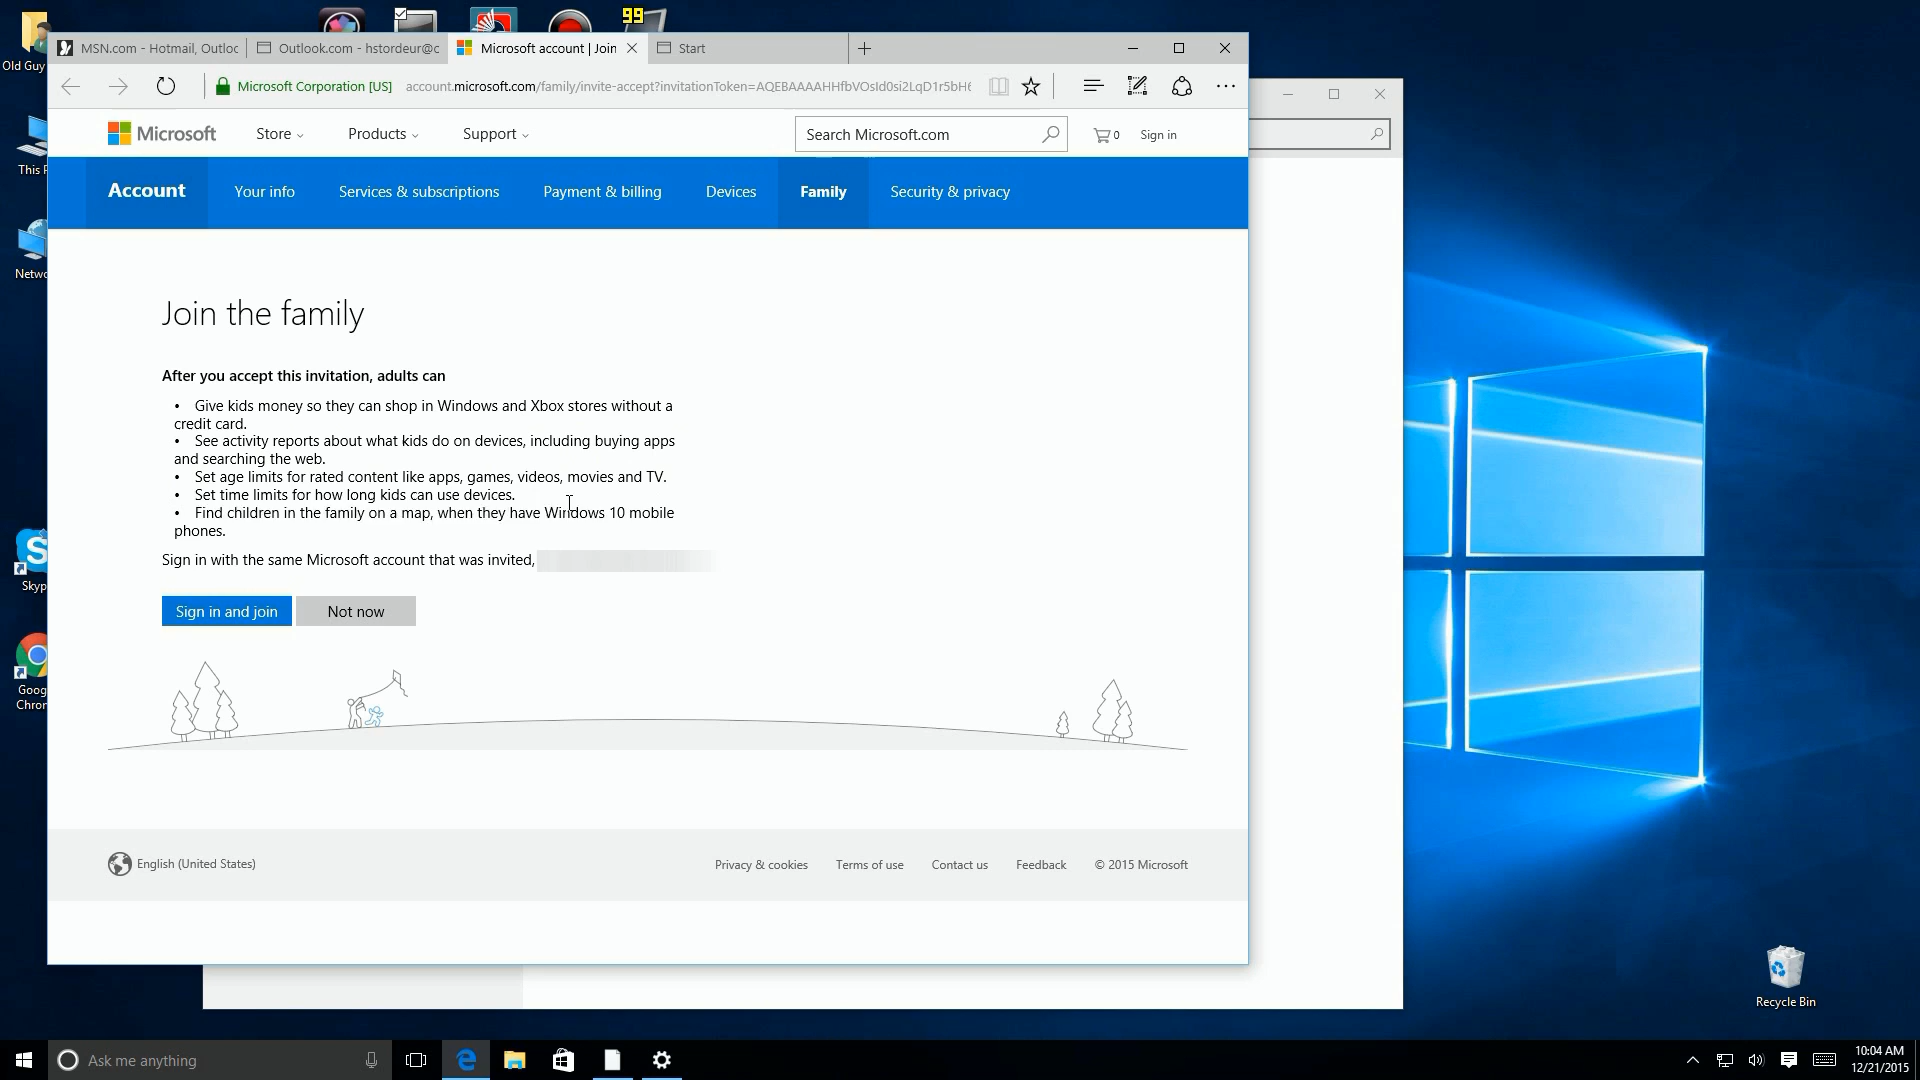 99
Old Guy
MSN.com - Hotmail, Outloc
Outlook.com - hstordeur@c
Microsoft account | Join
Start
Microsoft Corporation [US]
account.microsoft.com/family/invite-accept?invitationToken=AQEBAAAAHHfbVOsId0si2LqD1r5bH6
Microsoft
Store
Products
Support
Search Microsoft.com
0
Sign in
This P
Account
Your info
Services & subscriptions
Payment & billing
Devices
Family
Security & privacy
Netwo
Join the family
After you accept this invitation, adults can
• Give kids money so they can shop in Windows and Xbox stores without a
credit card.
• See activity reports about what kids do on devices, including buying apps
and searching the web.
• Set age limits for rated content like apps, games, videos, movies and TV.
• Set time limits for how long kids can use devices.
• Find children in the family on a map, when they have Windows 10 mobile
phones.
Sign in with the same Microsoft account that was invited,
Skyp
Sign in and join
Not now
Goog
Chron
English (United States)
Privacy & cookies
Terms of use
Contact us
Feedback
© 2015 Microsoft
Recycle Bin
Ask me anything
10:04 AM
12/21/2015